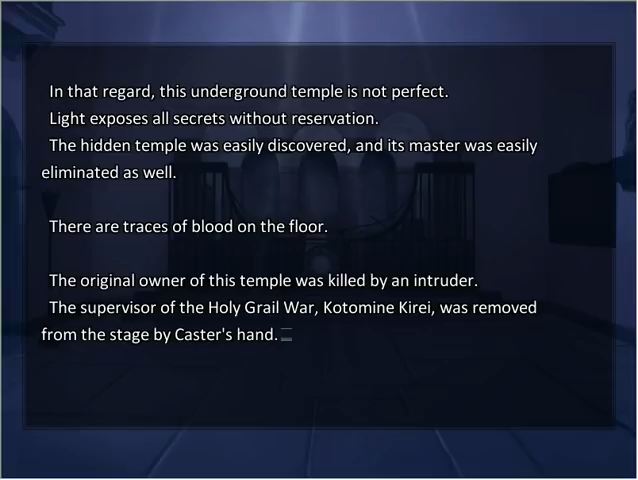 In that regard, this underground temple is not perfect.
Light exposes all secrets without reservation.
The hidden temple was easily discovered, and its master was easily
eliminated as well.
There are traces of blood on the floor.
The original owner of this temple was killed by an intruder.
The supervisor of the Holy Grail War, Kotomine Kirei, was removed
from the stage by Caster's hand.